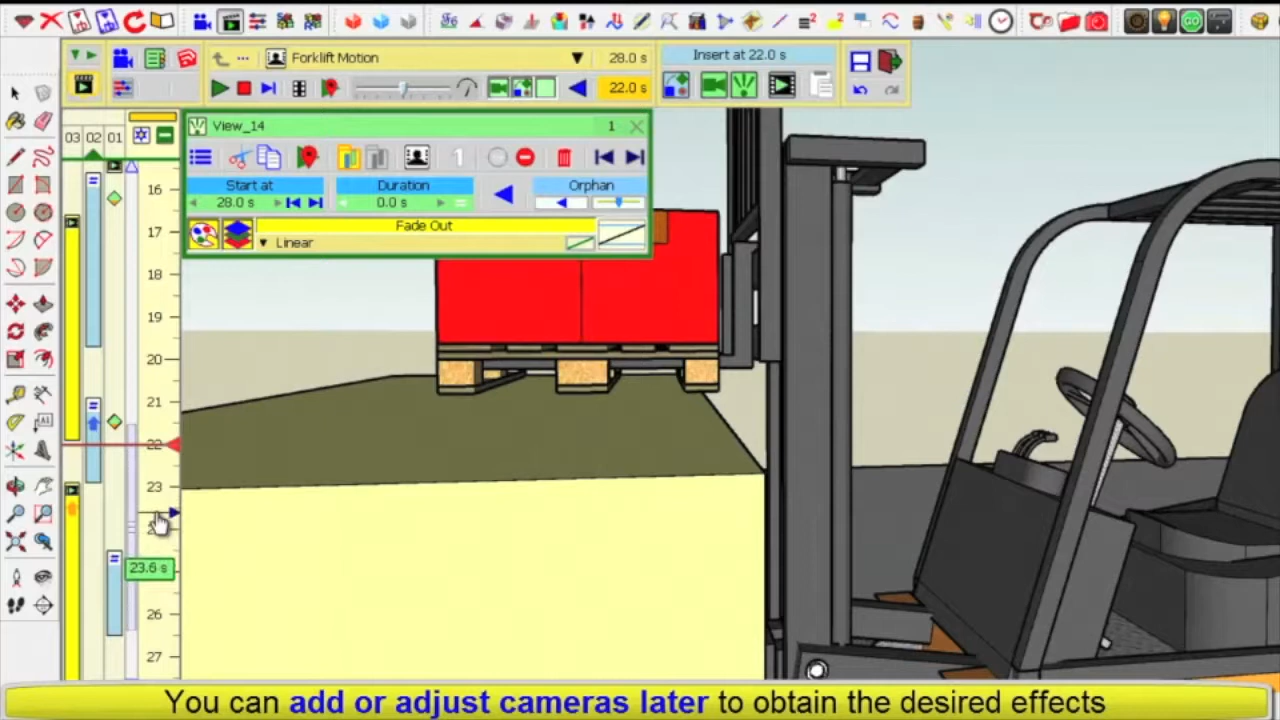 Forklift Motion
28.0 s
Insert at 22.0 s
22.0 s
View_14
1
03 02 01
1
Start at
Duration
Orphan
28.0 s
0.0 s
Fade Out
Linear
16
17
18
19
20
21
22
23
23.6 s
26
27
You can add or adjust cameras later to obtain the desired effects